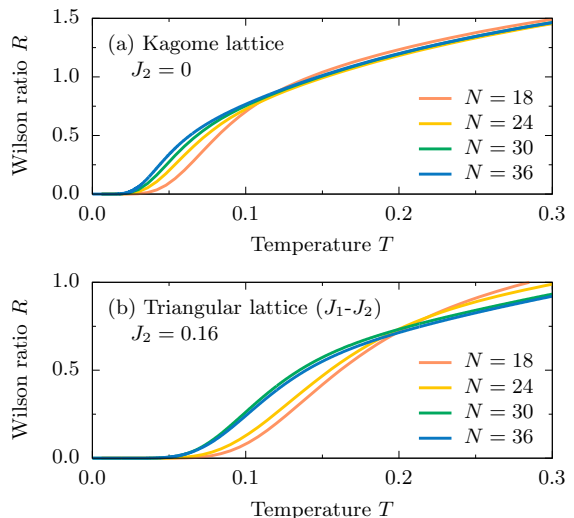 1.5
(a) Kagome lattice
J₂ = 0
1.0
Wilson ratio R
N = 18
N = 24
0.5
N = 30
N = 36
0.0
0.0 0.1 0.2 0.3
Temperature T
1.0
(b) Triangular lattice (J₁-J₂)
J₂ = 0.16
Wilson ratio R
N = 18
0.5
N = 24
N = 30
N = 36
0.0
0.0 0.1 0.2 0.3
Temperature T